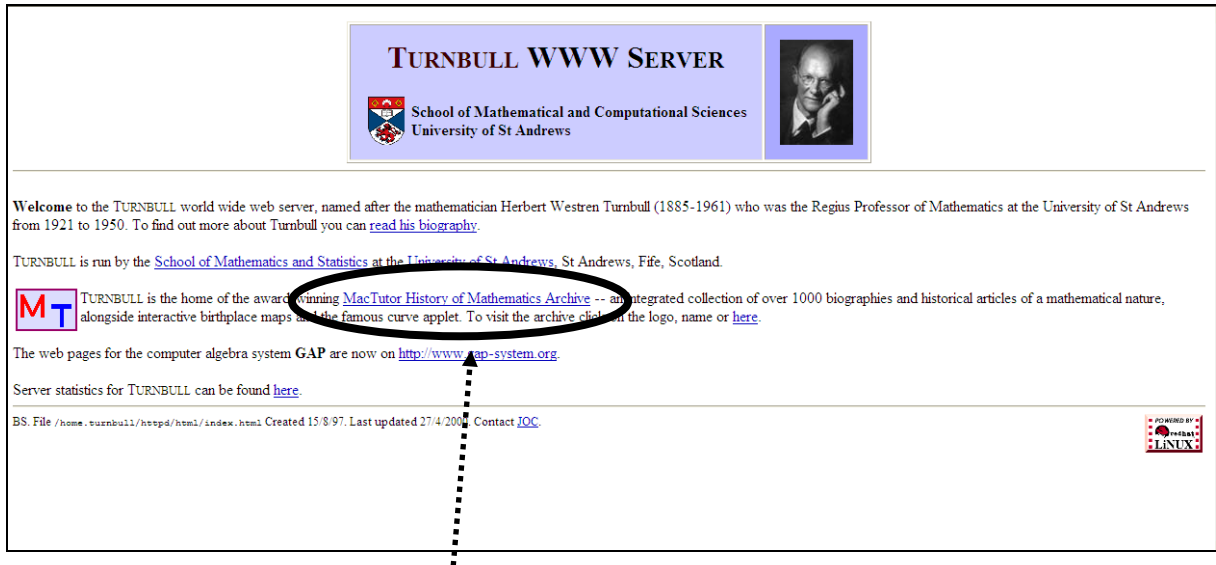 TURNBULL WWW SERVER
School of Mathematical and Computational Sciences
University of St Andrews
Welcome to the TURNBULL world wide web server, named after the mathematician Herbert Westren Turnbull (1885-1961) who was the Regius Professor of Mathematics at the University of St Andrews
from 1921 to 1950. To find out more about Turnbull you can read his biography.
TURNBULL is run by the School of Mathematics and Statistics at the University of St Andrews, St Andrews, Fife, Scotland.
MT TURNBULL is the home of the award winning MacTutor History of Mathematics Archive -- an integrated collection of over 1000 biographies and historical articles of a mathematical nature,
alongside interactive birthplace maps and the famous curve applet. To visit the archive click on the logo, name or here.
The web pages for the computer algebra system GAP are now on http://www.gap-system.org.
Server statistics for TURNBULL can be found here.
BS. File /home.turnbull/httpd/html/index.html Created 15/8/97. Last updated 27/4/2000. Contact JOC.
POWERED BY
redhat
LINUX